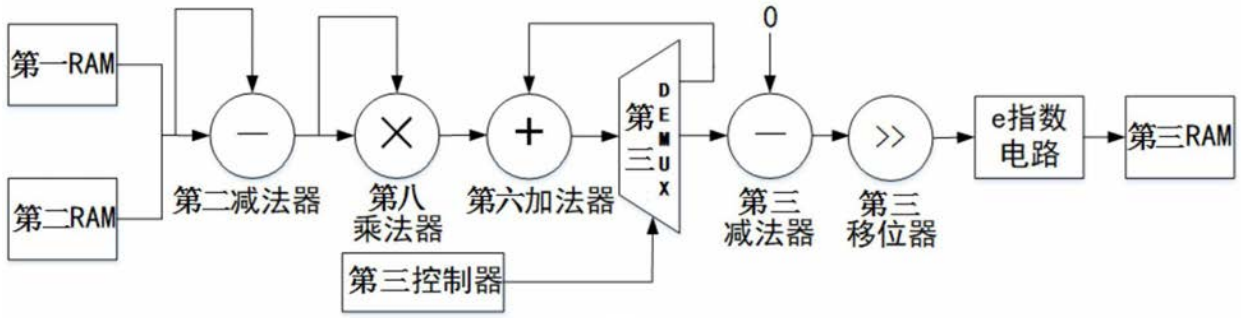 第一RAM
第二RAM
－
第二减法器
×
第八
乘法器
+
第六加法器
第三
DEMUX
第三控制器
0
－
第三
减法器
>>
第三
移位器
e指数
电路
第三RAM